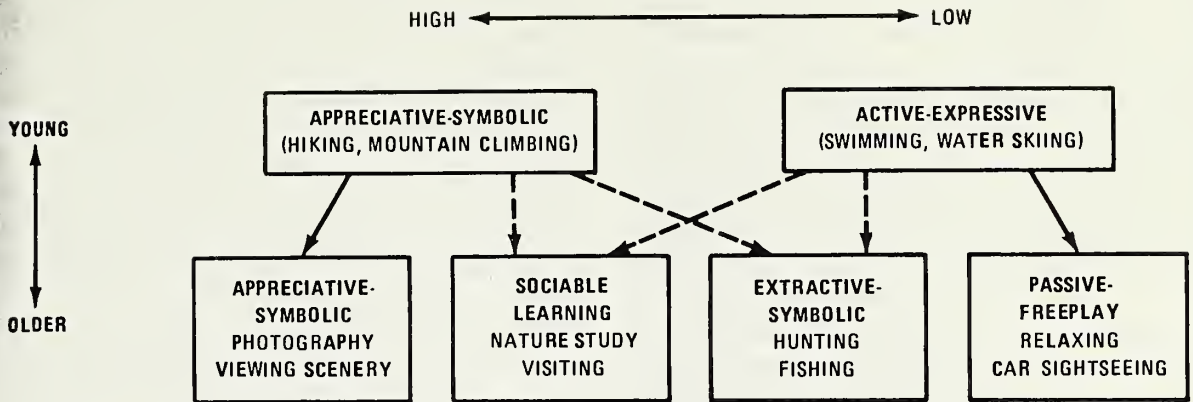 HIGH LOW
YOUNG
OLDER
APPRECIATIVE-SYMBOLIC
(HIKING, MOUNTAIN CLIMBING)
ACTIVE-EXPRESSIVE
(SWIMMING, WATER SKIING)
APPRECIATIVE-
SYMBOLIC
PHOTOGRAPHY
VIEWING SCENERY
SOCIABLE
LEARNING
NATURE STUDY
VISITING
EXTRACTIVE-
SYMBOLIC
HUNTING
FISHING
PASSIVE-
FREEPLAY
RELAXING
CAR SIGHTSEEING